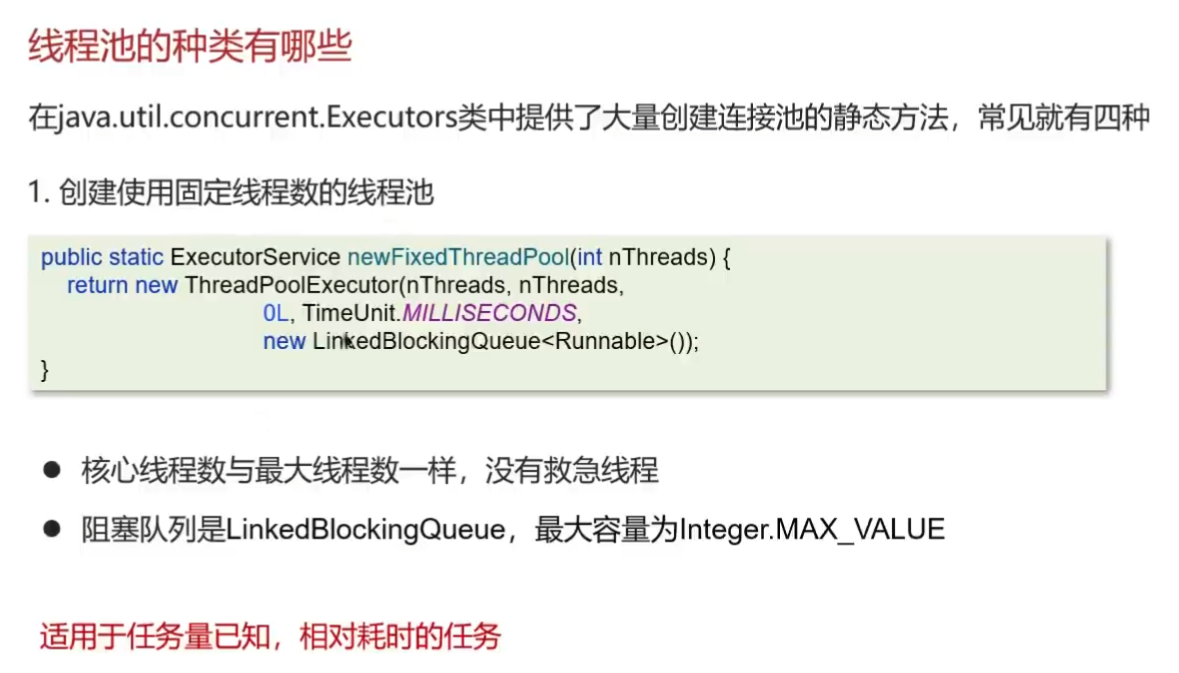 线程池的种类有哪些
在java.util.concurrent.Executors类中提供了大量创建连接池的静态方法，常见就有四种
1. 创建使用固定线程数的线程池
public static ExecutorService newFixedThreadPool(int nThreads) {
return new ThreadPoolExecutor(nThreads, nThreads,
0L, TimeUnit.MILLISECONDS,
new LinkedBlockingQueue<Runnable>());
}
● 核心线程数与最大线程数一样，没有救急线程
● 阻塞队列是LinkedBlockingQueue，最大容量为Integer.MAX_VALUE
适用于任务量已知，相对耗时的任务